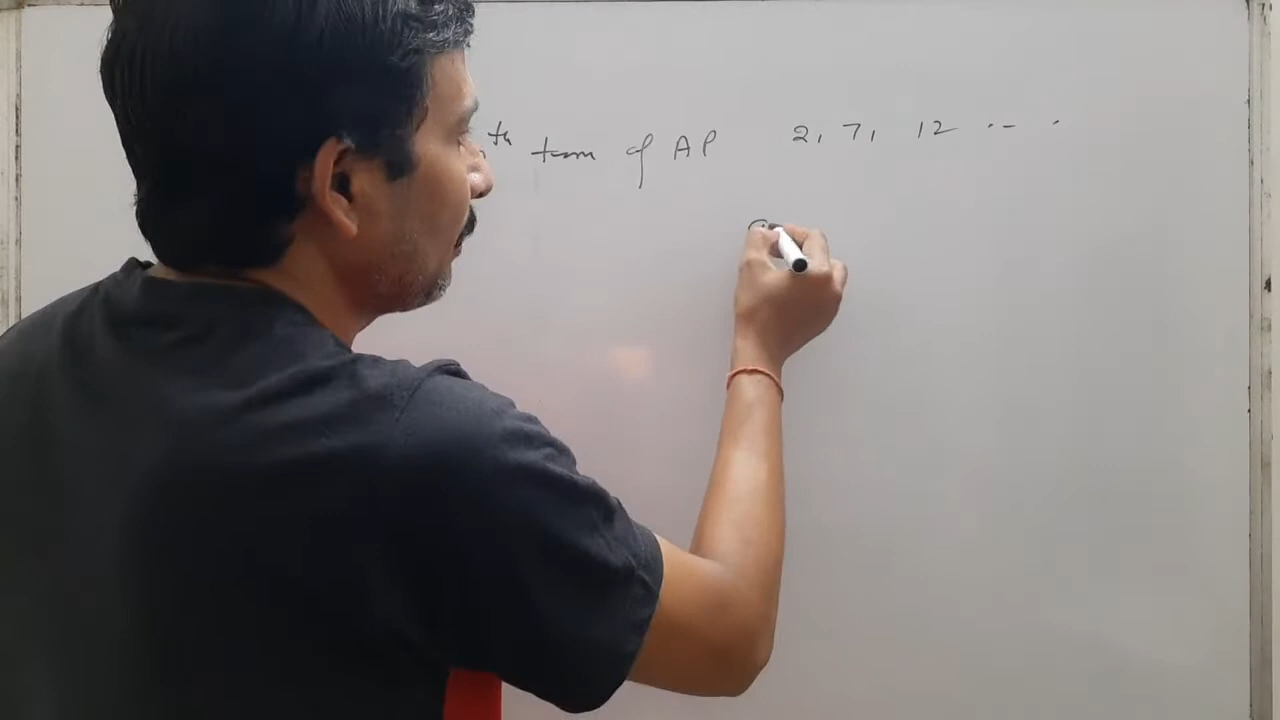 th term of AP 2, 7, 12 ....